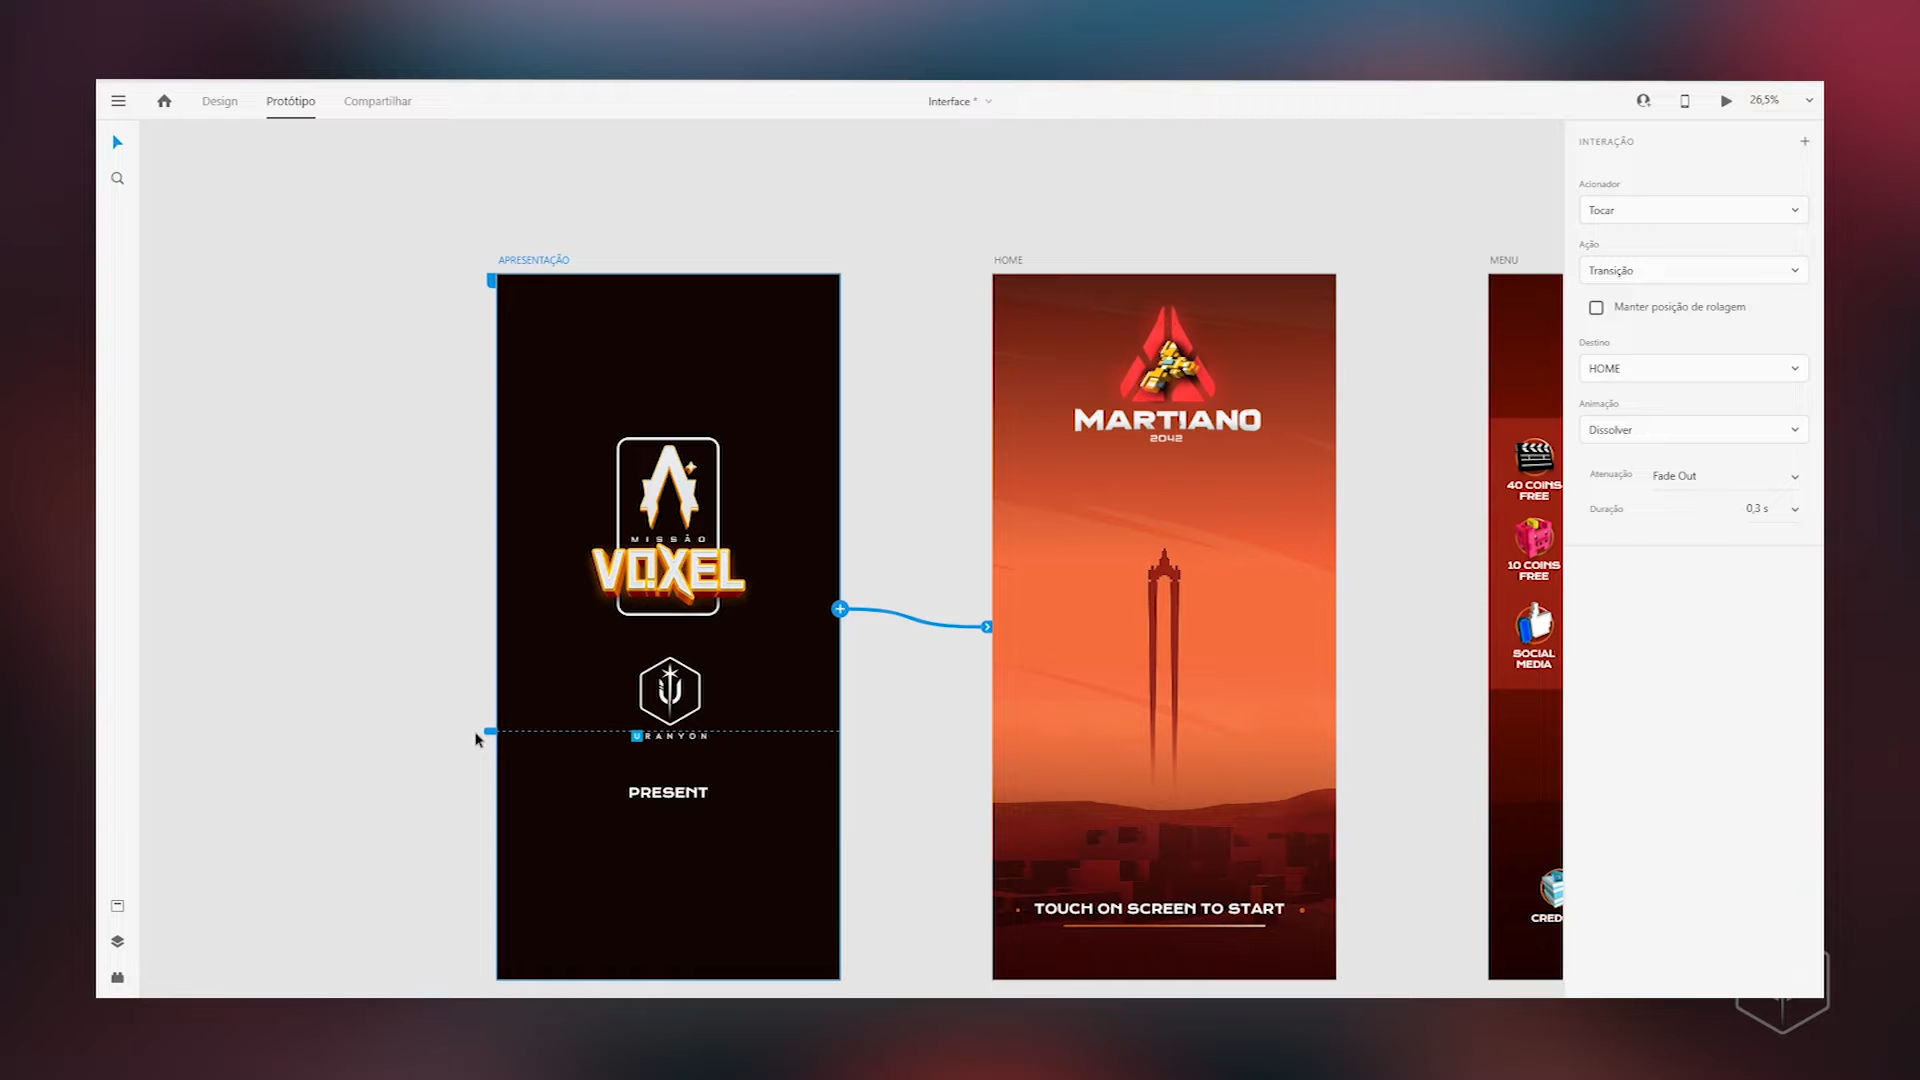 Design
Protótipo
Compartilhar
Interface *
26,5%
INTERAÇÃO
Acionador
Tocar
Ação
Transição
Manter posição de rolagem
Destino
HOME
Animação
Dissolver
Atenuação
Fade Out
Duração
0,3 s
APRESENTAÇÃO
MISSÃO
VOXEL
URANYON
PRESENT
HOME
MARTIANO
2042
TOUCH ON SCREEN TO START
MENU
40 COINS
FREE
10 COINS
FREE
SOCIAL
MEDIA
CRED